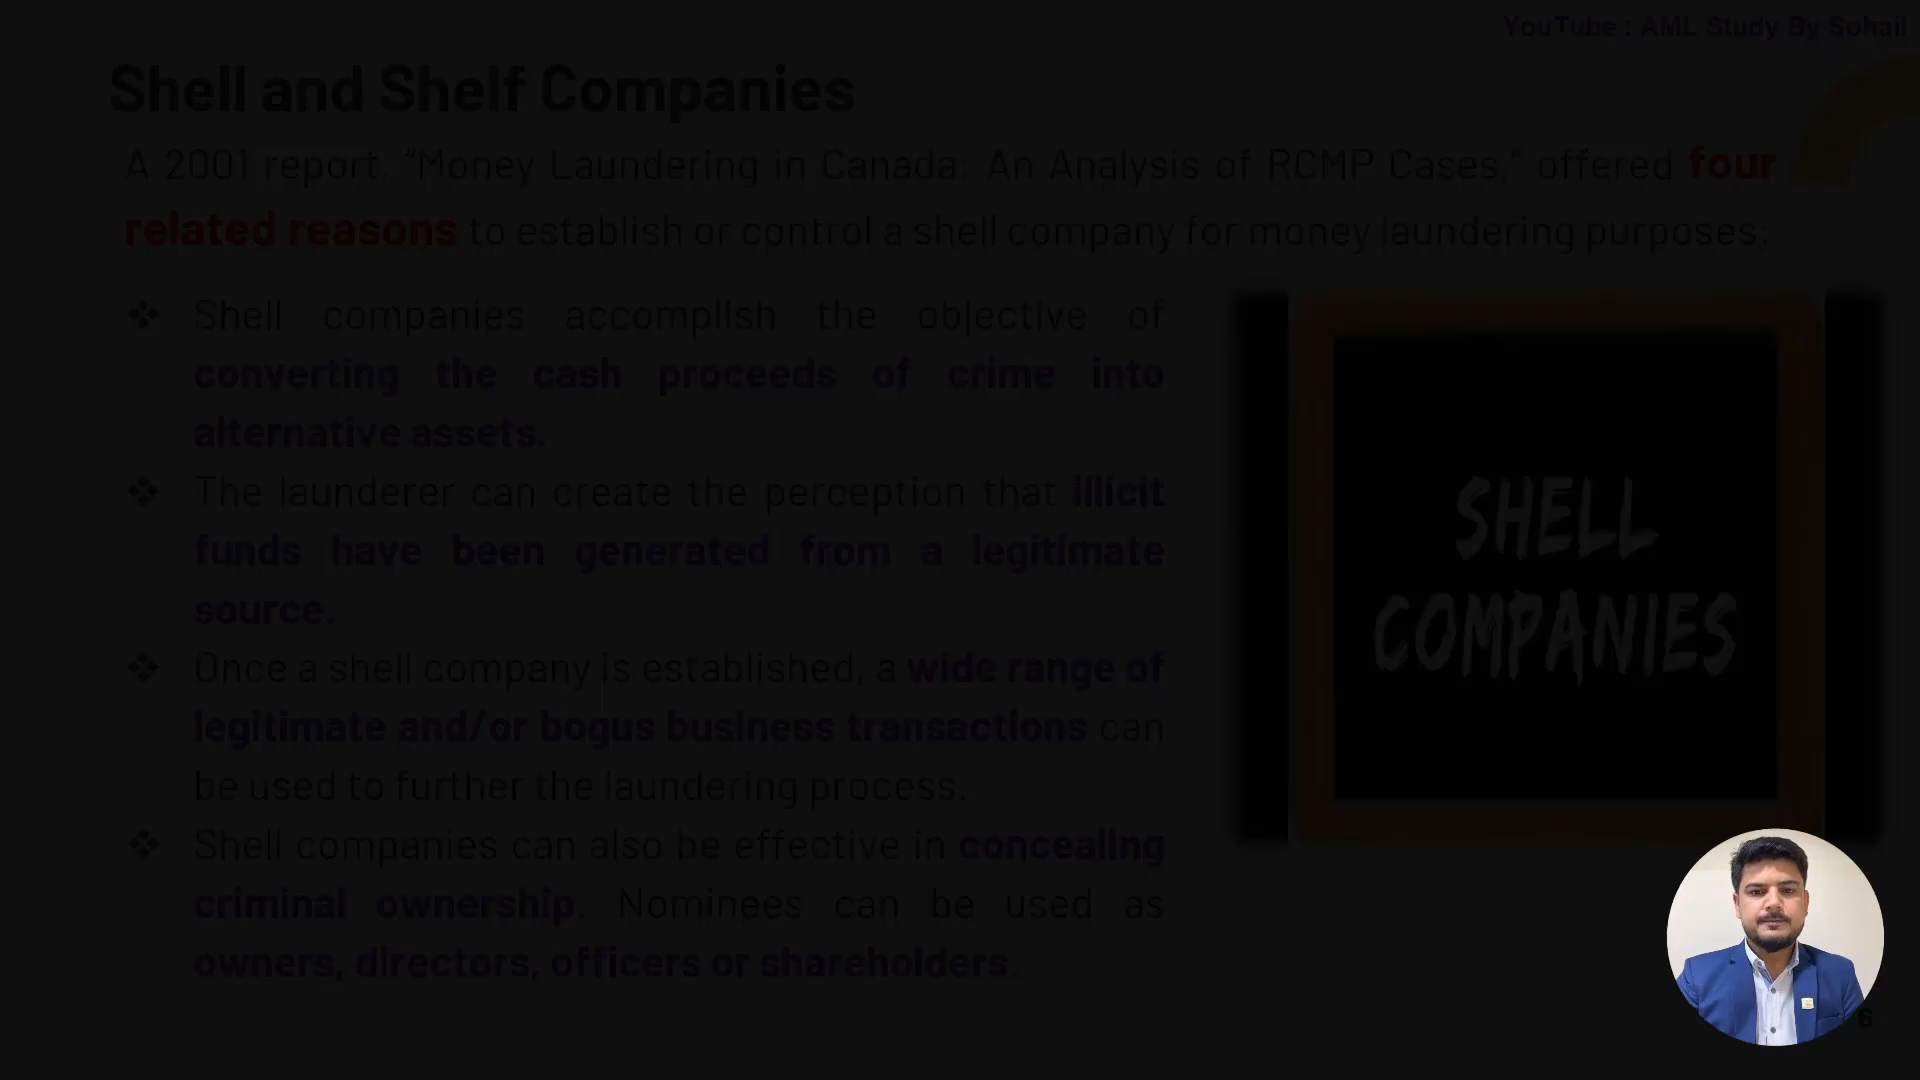 YouTube : AML Study By Sohail
Shell and Shelf Companies
A 2001 report, “Money Laundering in Canada: An Analysis of RCMP Cases,” offered four
related reasons to establish or control a shell company for money laundering purposes:
❖ Shell companies accomplish the objective of
converting the cash proceeds of crime into
alternative assets.
❖ The launderer can create the perception that illicit
funds have been generated from a legitimate
source.
❖ Once a shell company is established, a wide range of
legitimate and/or bogus business transactions can
be used to further the laundering process.
❖ Shell companies can also be effective in concealing
criminal ownership. Nominees can be used as
owners, directors, officers or shareholders.
SHELL
COMPANIES
6